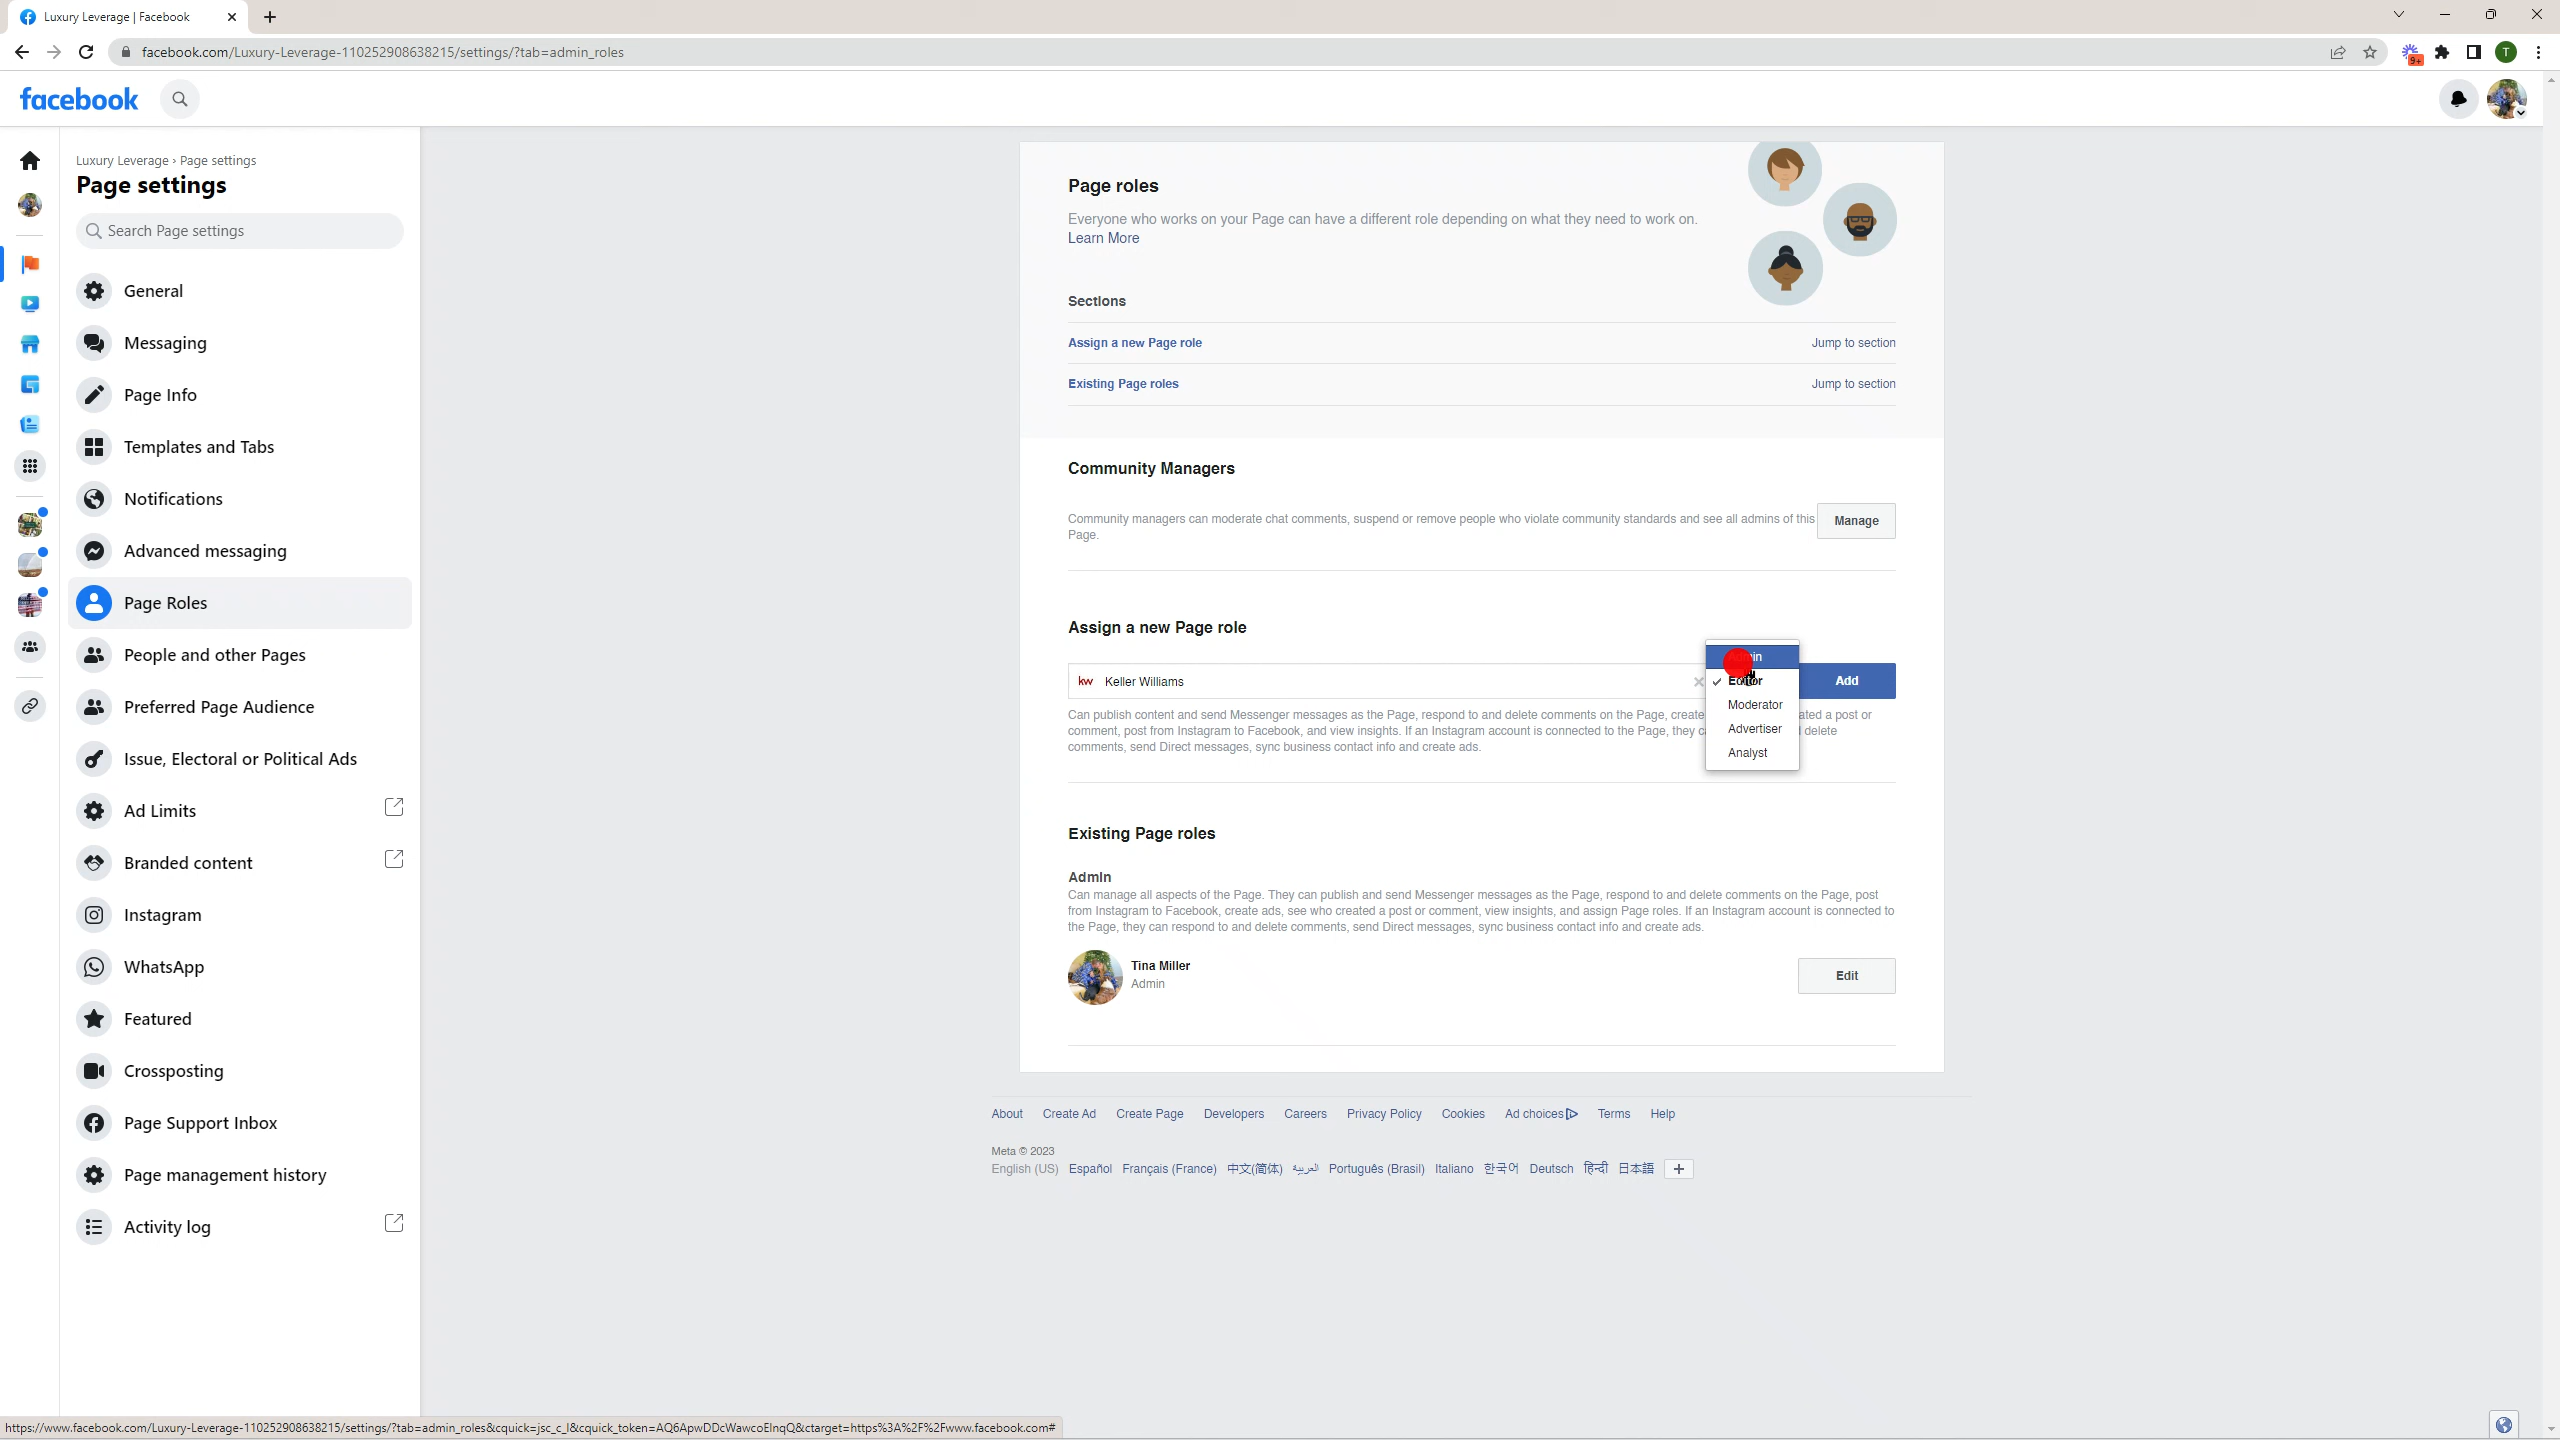 Luxury Leverage | Facebook
facebook.com/Luxury-Leverage-110252908638215/settings/?tab=admin_roles
9+
T
facebook
Luxury Leverage › Page settings
Page settings
Search Page settings
General
Messaging
Page Info
Templates and Tabs
Notifications
Advanced messaging
Page Roles
People and other Pages
Preferred Page Audience
Issue, Electoral or Political Ads
Ad Limits
Branded content
Instagram
WhatsApp
Featured
Crossposting
Page Support Inbox
Page management history
Activity log
Page roles
Everyone who works on your Page can have a different role depending on what they need to work on.
Learn More
Sections
Assign a new Page role Jump to section
Existing Page roles Jump to section
Community Managers
Community managers can moderate chat comments, suspend or remove people who violate community standards and see all admins of this
Page.
Manage
Assign a new Page role
kw Keller Williams
Editor
Moderator
Advertiser
Analyst
Add
Can publish content and send Messenger messages as the Page, respond to and delete comments on the Page, create a post or
comment, post from Instagram to Facebook, and view insights. If an Instagram account is connected to the Page, they delete
comments, send Direct messages, sync business contact info and create ads.
Existing Page roles
Admin
Can manage all aspects of the Page. They can publish and send Messenger messages as the Page, respond to and delete comments on the Page, post
from Instagram to Facebook, create ads, see who created a post or comment, view insights, and assign Page roles. If an Instagram account is connected to
the Page, they can respond to and delete comments, send Direct messages, sync business contact info and create ads.
Tina Miller
Admin
Edit
About Create Ad Create Page Developers Careers Privacy Policy Cookies Ad choices Terms Help
Meta © 2023
English (US) Español Français (France) 中文(简体) العربية Português (Brasil) Italiano 한국어 Deutsch हिन्दी 日本語 +
https://www.facebook.com/Luxury-Leverage-110252908638215/settings/?tab=admin_roles&cquick=jsc_c_l&cquick_token=AQ6ApwDDcWawcoEInqQ&ctarget=https%3A%2F%2Fwww.facebook.com#